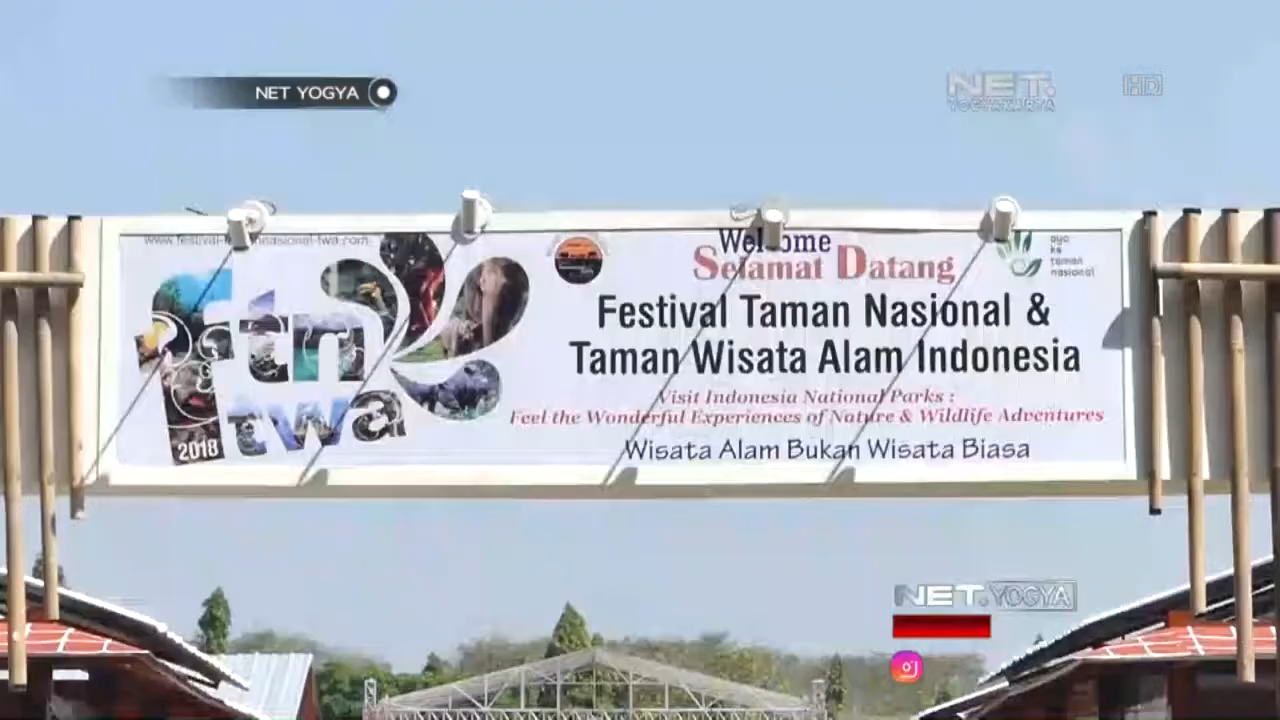 NET YOGYA
NET.
YOGYAKARTA
HD
Welcome
Selamat Datang
ayo
ke
taman
nasional
ftn
twa
2018
Festival Taman Nasional &
Taman Wisata Alam Indonesia
Visit Indonesia National Parks :
Feel the Wonderful Experiences of Nature & Wildlife Adventures
Wisata Alam Bukan Wisata Biasa
NET. YOGYA